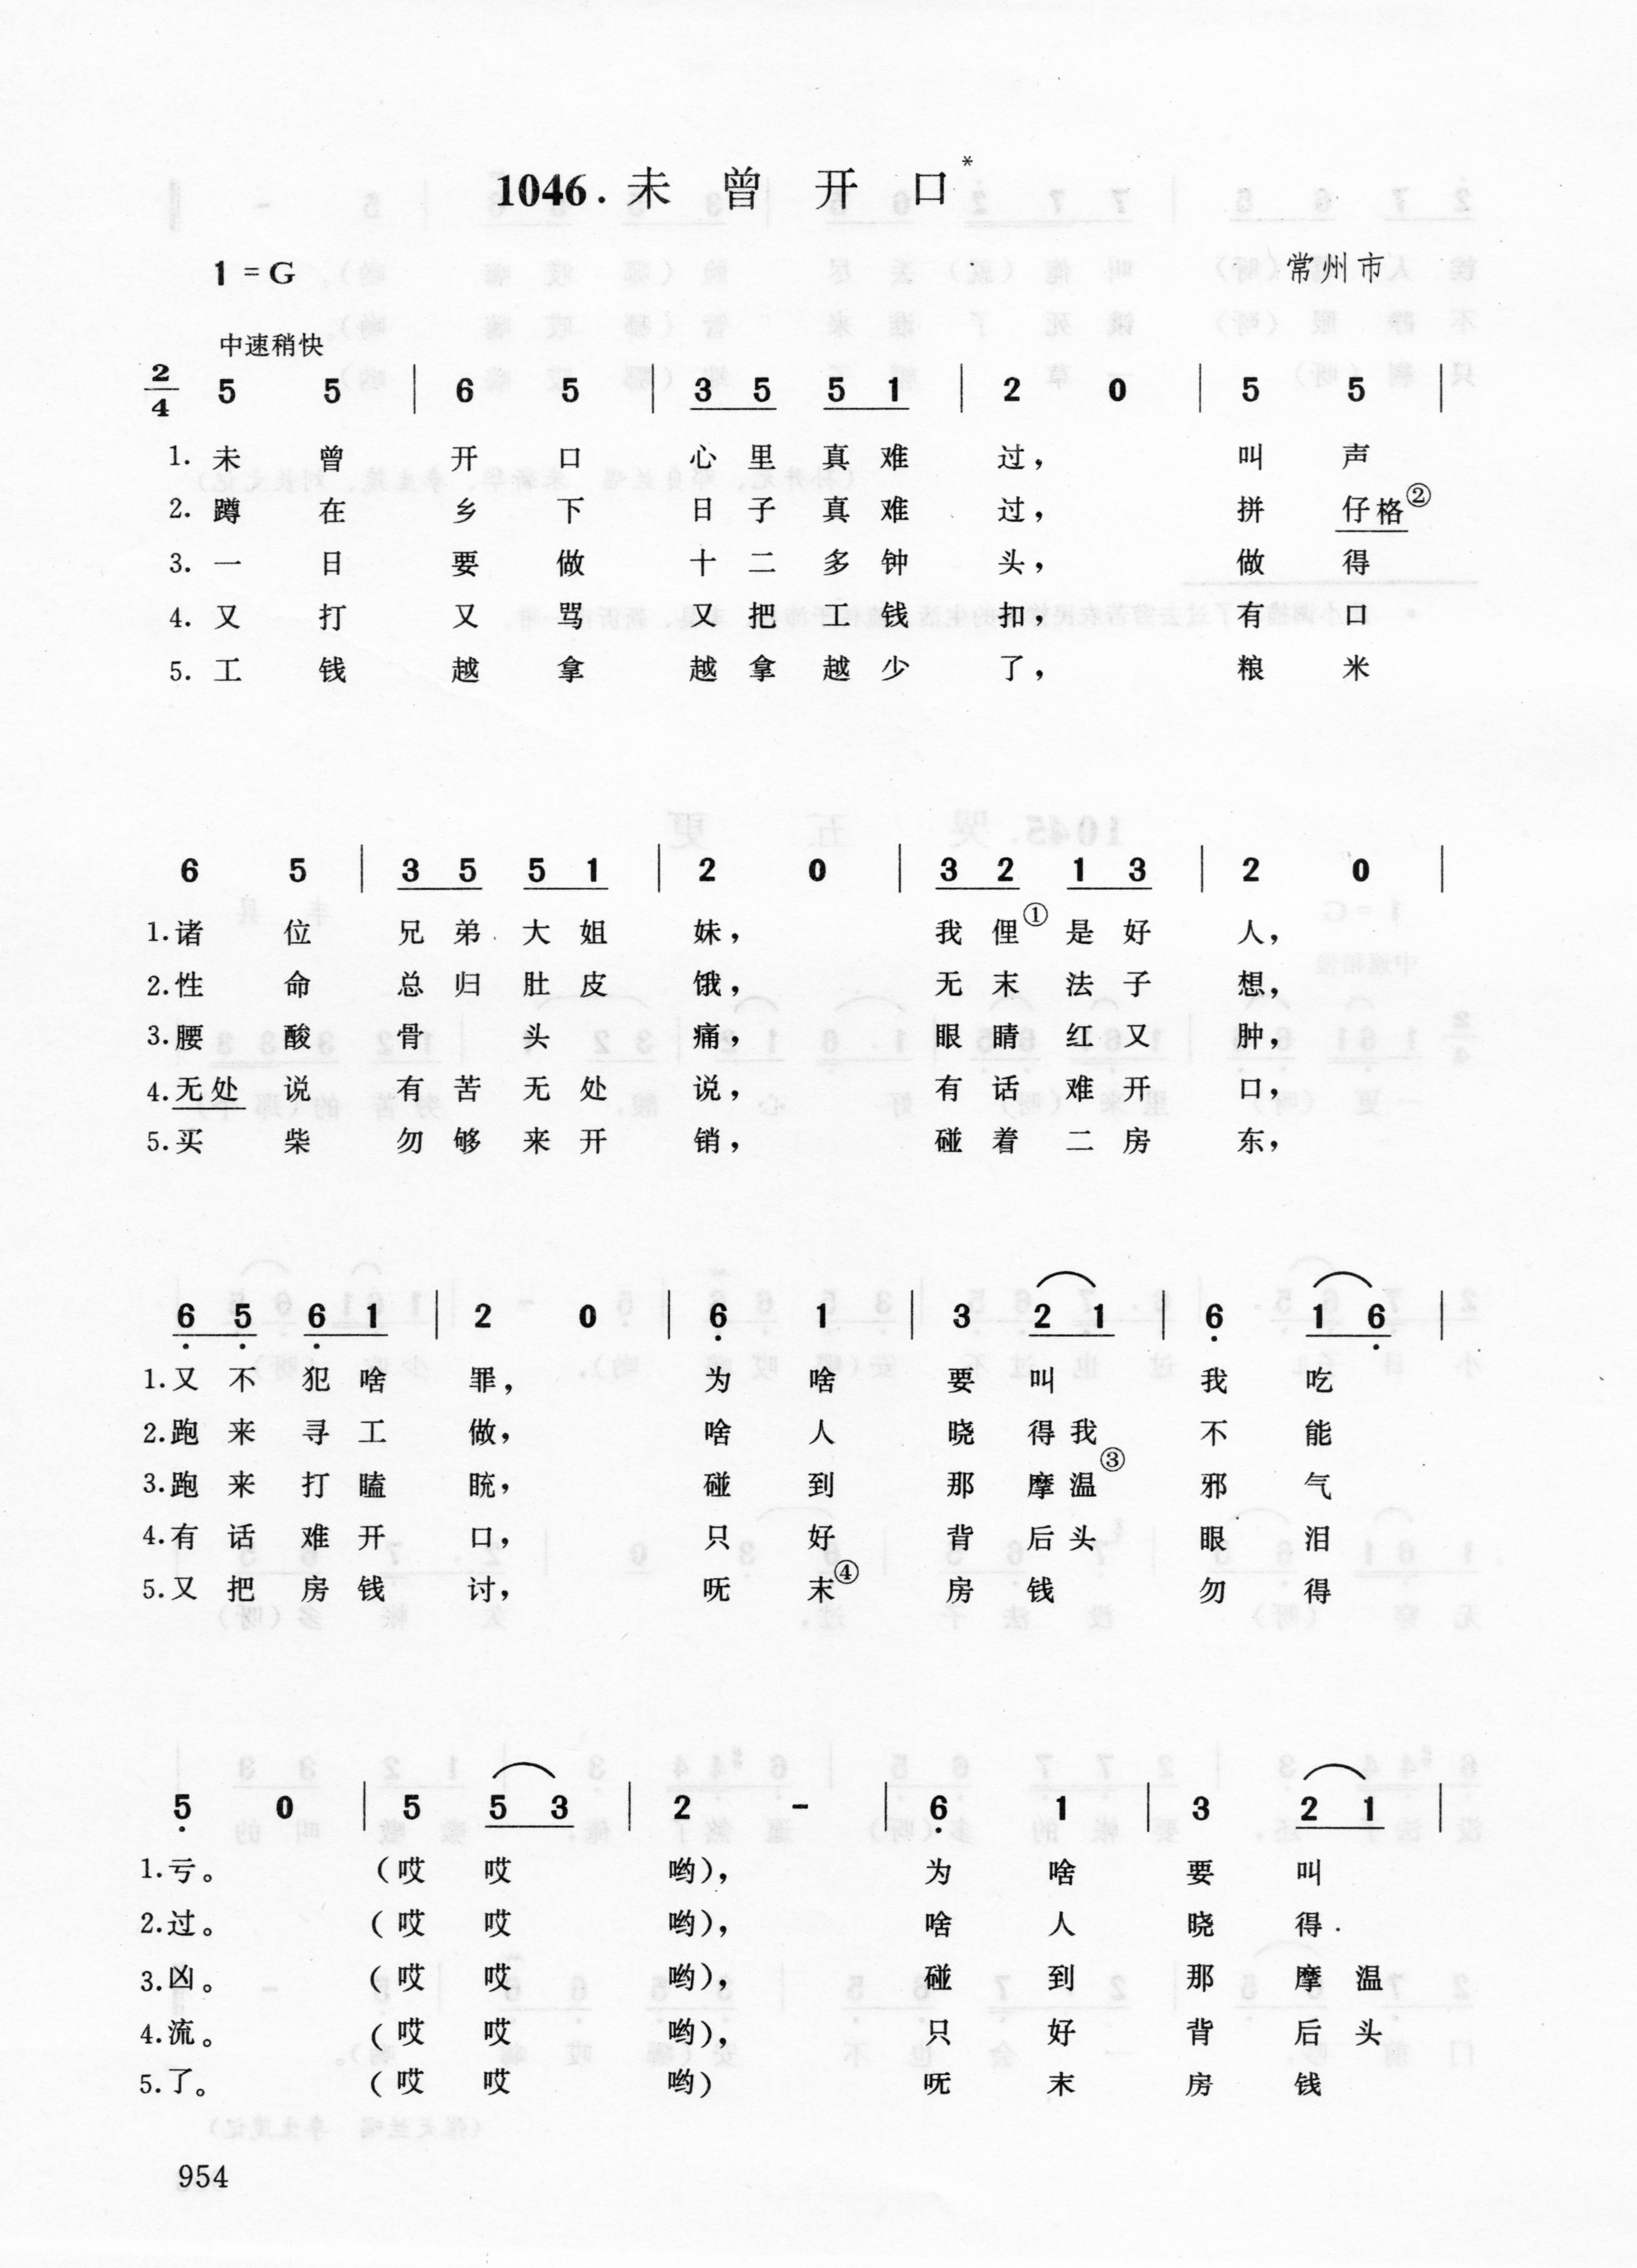 1046. 未曾开口*
1 = G 常州市
中速稍快
2/4 5 5 | 6 5 | 3 5 5 1 | 2 0 | 5 5 |
1. 未曾开口心里真难过, 叫声
2. 蹲在乡下日子真难过, 拼仔格②
3. 一日要做十二多钟头, 做得
4. 又打又骂又把工钱扣, 有口
5. 工钱越拿越拿越少了, 粮米
6 5 | 3 5 5 1 | 2 0 | 3 2 1 3 | 2 0 |
1.诸位兄弟大姐妹, 我俚①是好人,
2.性命总归肚皮饿, 无末法子想,
3.腰酸骨头痛, 眼睛红又肿,
4.无处说有苦无处说, 有话难开口,
5.买柴勿够来开销, 碰着二房东,
6̣ 5̣ 6̣ 1 | 2 0 | 6̣ 1 | 3 2 1 | 6̣ 1 6̣ |
1.又不犯啥罪, 为啥要叫我吃
2.跑来寻工做, 啥人晓得我不能
3.跑来打瞌眈, 碰到那摩温③邪气
4.有话难开口, 只好背后头眼泪
5.又把房钱讨, 呒末④房钱勿得
5̣ 0 | 5 5 3 | 2 - | 6̣ 1 | 3 2 1 |
1.亏。 (哎哎哟), 为啥要叫
2.过。 (哎哎哟), 啥人晓得
3.凶。 (哎哎哟), 碰到那摩温
4.流。 (哎哎哟), 只好背后头
5.了。 (哎哎哟) 呒末房钱
954